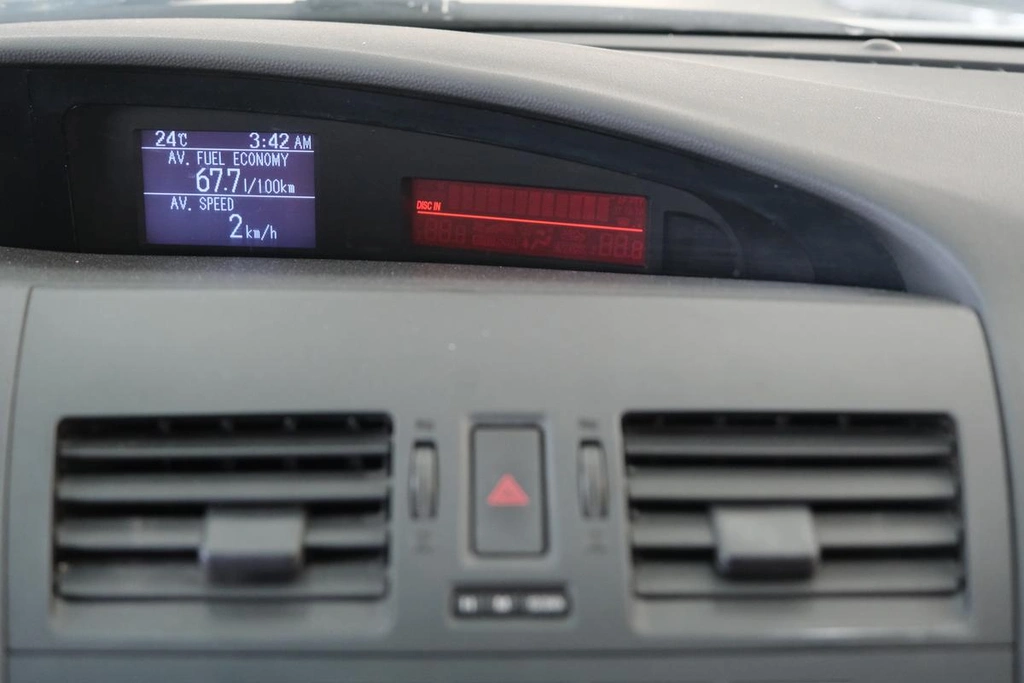 24℃ 3:42 AM
AV. FUEL ECONOMY
67.7 l/100km
AV. SPEED
2 km/h
DISC IN